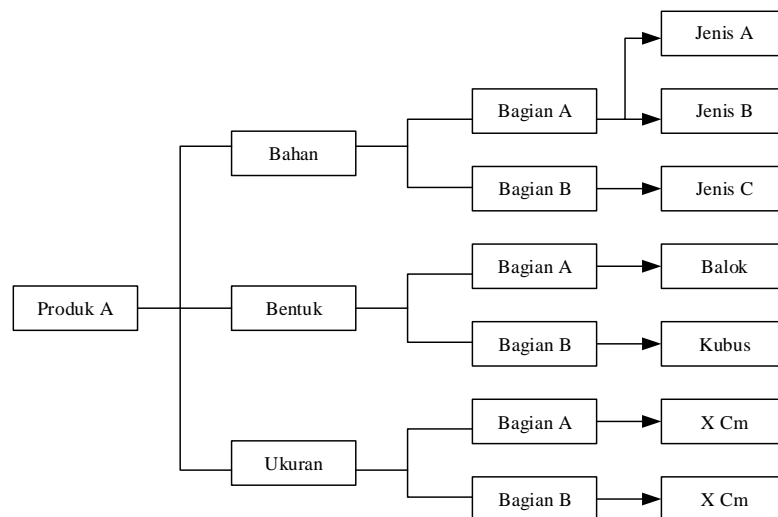 Jenis A
Bagian A
Jenis B
Bahan
Bagian B
Jenis C
Bagian A
Balok
Produk A
Bentuk
Bagian B
Kubus
Bagian A
X Cm
Ukuran
Bagian B
X Cm